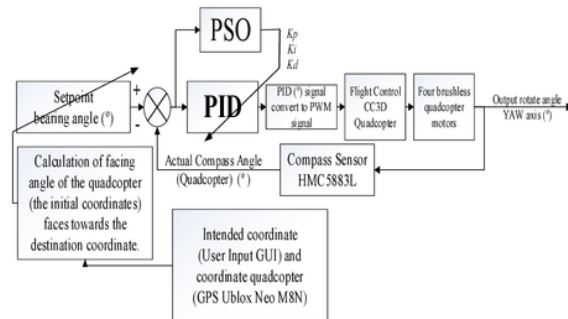 PSO
Kp
Ki
Kd
Setpoint
bearing angle (°)
+
-
PID
PID (°) signal
convert to PWM
signal
Flight Control
CC3D
Quadcopter
Four brushless
quadcopter
motors
Output rotate angle
YAW axis (°)
Calculation of facing
angle of the quadcopter
(the initial coordinates)
faces towards the
destination coordinate.
Actual Compass Angle
(Quadcopter) (°)
Compass Sensor
HMC5883L
Intended coordinate
(User Input GUI) and
coordinate quadcopter
(GPS Ublox Neo M8N)